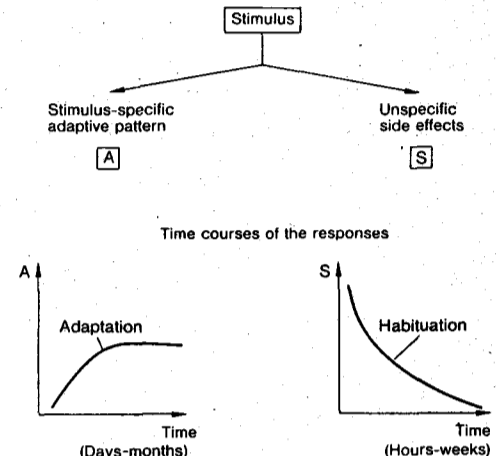 Stimulus
Stimulus-specific
adaptive pattern
A
Unspecific
side effects
S
Time courses of the responses
A
Adaptation
Time
(Days-months)
S
Habituation
Time
(Hours-weeks)